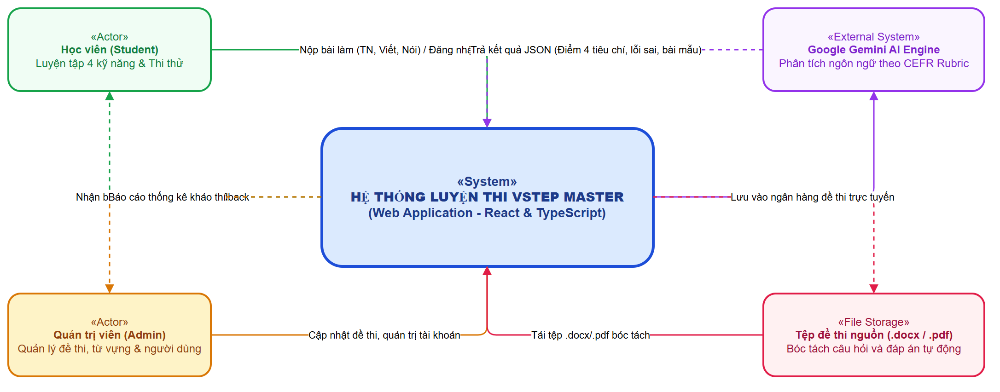 «Actor»
Học viên (Student)
Luyện tập 4 kỹ năng & Thi thử
«External System»
Google Gemini AI Engine
Phân tích ngôn ngữ theo CEFR Rubric
Nộp bài làm (TN, Viết, Nói) / Đăng
Trả kết quả JSON (Điểm 4 tiêu chí, lỗi sai, bài mẫu)
«System»
HỆ THỐNG LUYỆN THI VSTEP MASTER
(Web Application - React & TypeScript)
Nhận
Báo cáo thống kê khảo thí
Lưu vào ngân hàng đề thi trực tuyến
«Actor»
Quản trị viên (Admin)
Quản lý đề thi, từ vựng & người dùng
Cập nhật đề thi, quản trị tài khoản
Tải tệp .docx/.pdf bóc tách
«File Storage»
Tệp đề thi nguồn (.docx / .pdf)
Bóc tách câu hỏi và đáp án tự động